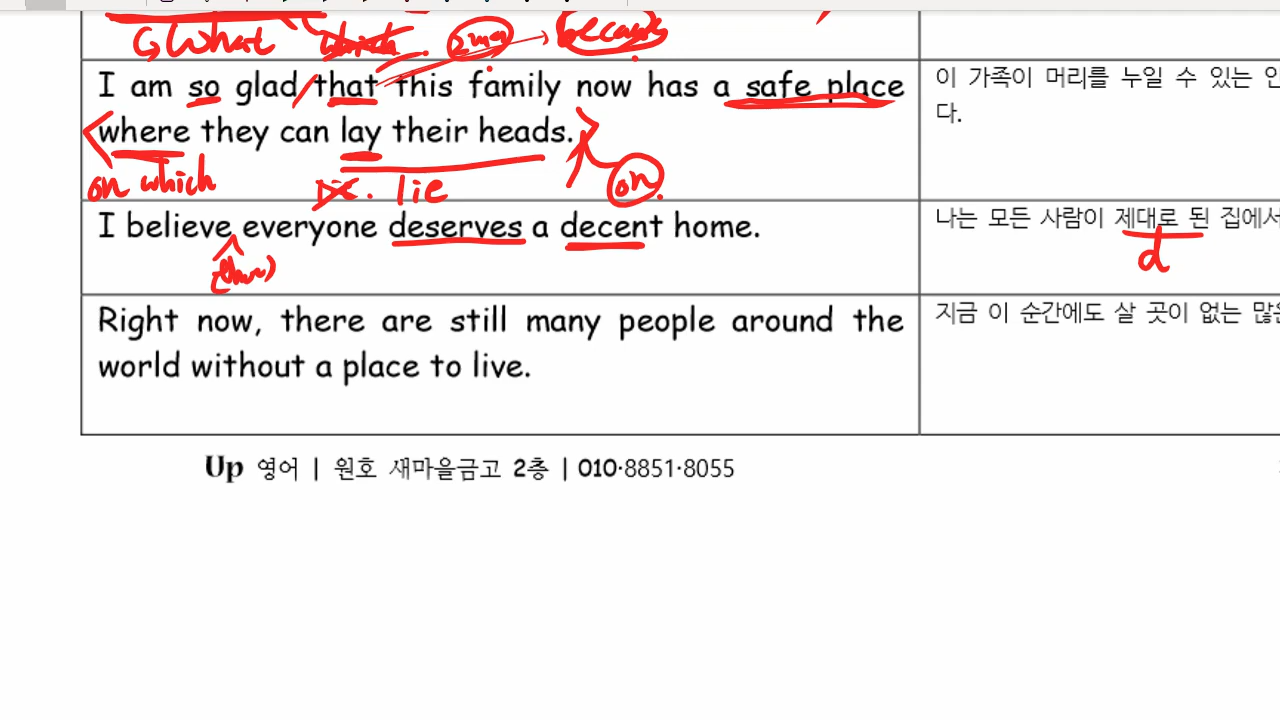 What which because
I am so glad that this family now has a safe place
이 가족이 머리를 누일 수 있는
where they can lay their heads.
다.
on which lie on
I believe everyone deserves a decent home.
나는 모든 사람이 제대로 된 집에서
(that) d
Right now, there are still many people around the
지금 이 순간에도 살 곳이 없는 많은
world without a place to live.
Up 영어 | 원호 새마을금고 2층 | 010·8851·8055